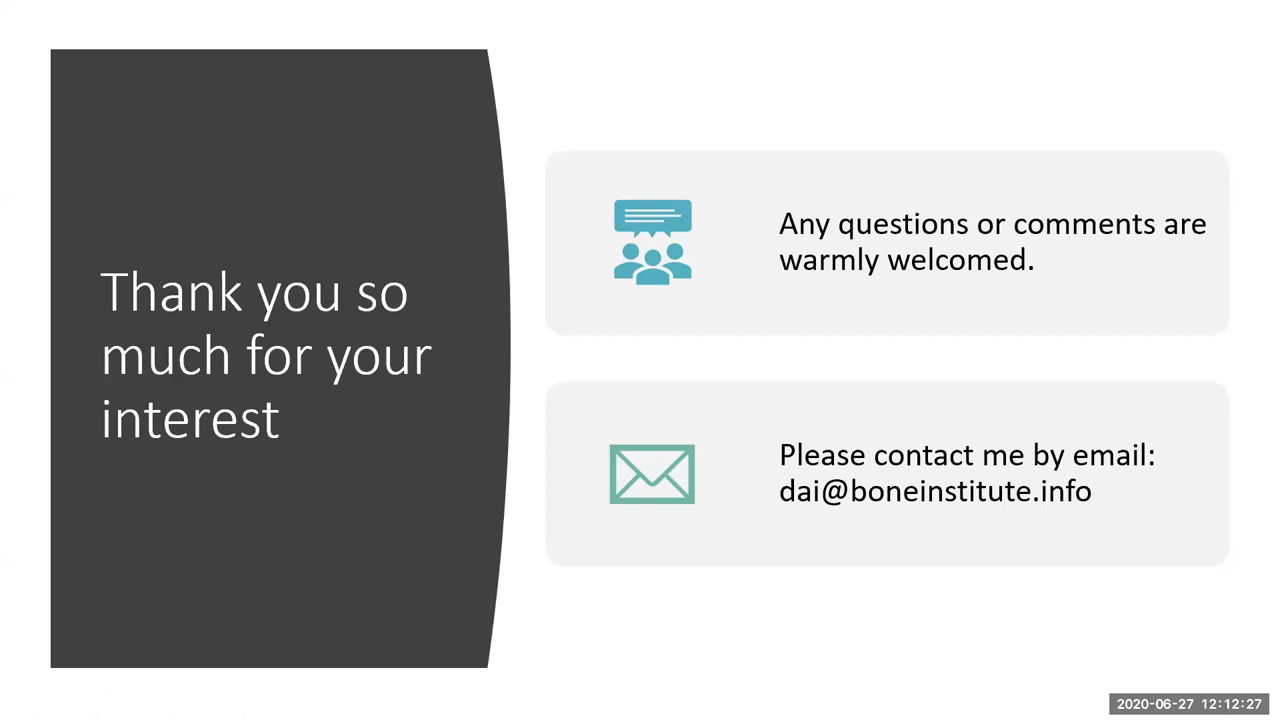 Thank you so
much for your
interest
Any questions or comments are
warmly welcomed.
Please contact me by email:
dai@boneinstitute.info
2020-06-27 12:12:27